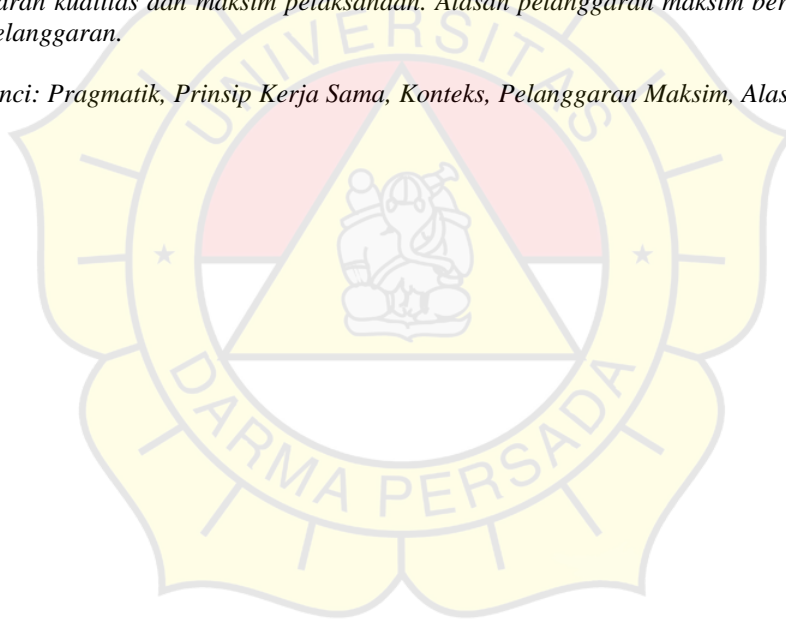 aran kualitas dan maksim pelaksanaan. Alasan pelanggaran maksim ber
elanggaran.
nci: Pragmatik, Prinsip Kerja Sama, Konteks, Pelanggaran Maksim, Alas
UNIVERSITAS
DARMA PERSADA